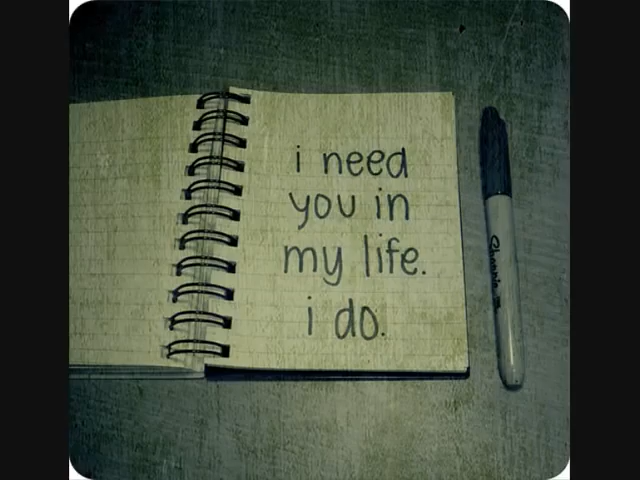 i need
you in
my life.
i do.
Sharpie